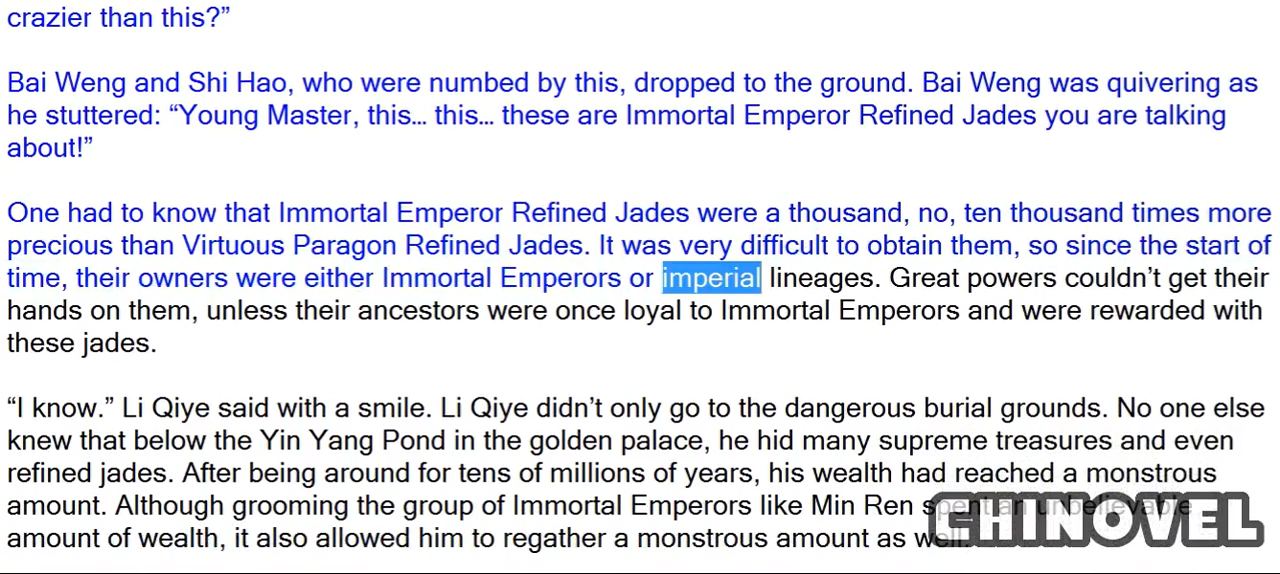 crazier than this?”
Bai Weng and Shi Hao, who were numbed by this, dropped to the ground. Bai Weng was quivering as
he stuttered: “Young Master, this… this… these are Immortal Emperor Refined Jades you are talking
about!”
One had to know that Immortal Emperor Refined Jades were a thousand, no, ten thousand times more
precious than Virtuous Paragon Refined Jades. It was very difficult to obtain them, so since the start of
time, their owners were either Immortal Emperors or imperial lineages. Great powers couldn’t get their
hands on them, unless their ancestors were once loyal to Immortal Emperors and were rewarded with
these jades.
“I know.” Li Qiye said with a smile. Li Qiye didn’t only go to the dangerous burial grounds. No one else
knew that below the Yin Yang Pond in the golden palace, he hid many supreme treasures and even
refined jades. After being around for tens of millions of years, his wealth had reached a monstrous
amount. Although grooming the group of Immortal Emperors like Min Ren spent an unbelievable
amount of wealth, it also allowed him to regather a monstrous amount as well.
CHINOVEL